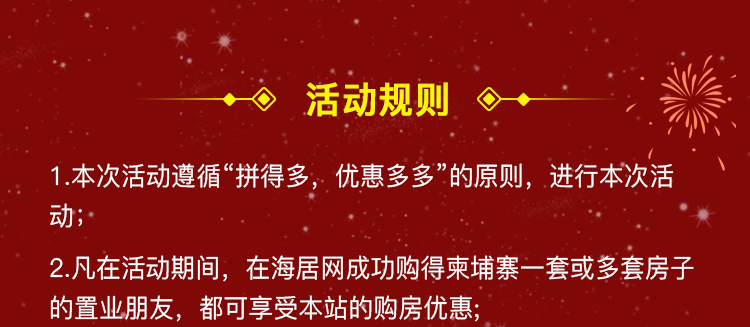 活动规则
1.本次活动遵循“拼得多，优惠多多”的原则，进行本次活
动；
2.凡在活动期间，在海居网成功购得柬埔寨一套或多套房子
的置业朋友，都可享受本站的购房优惠;